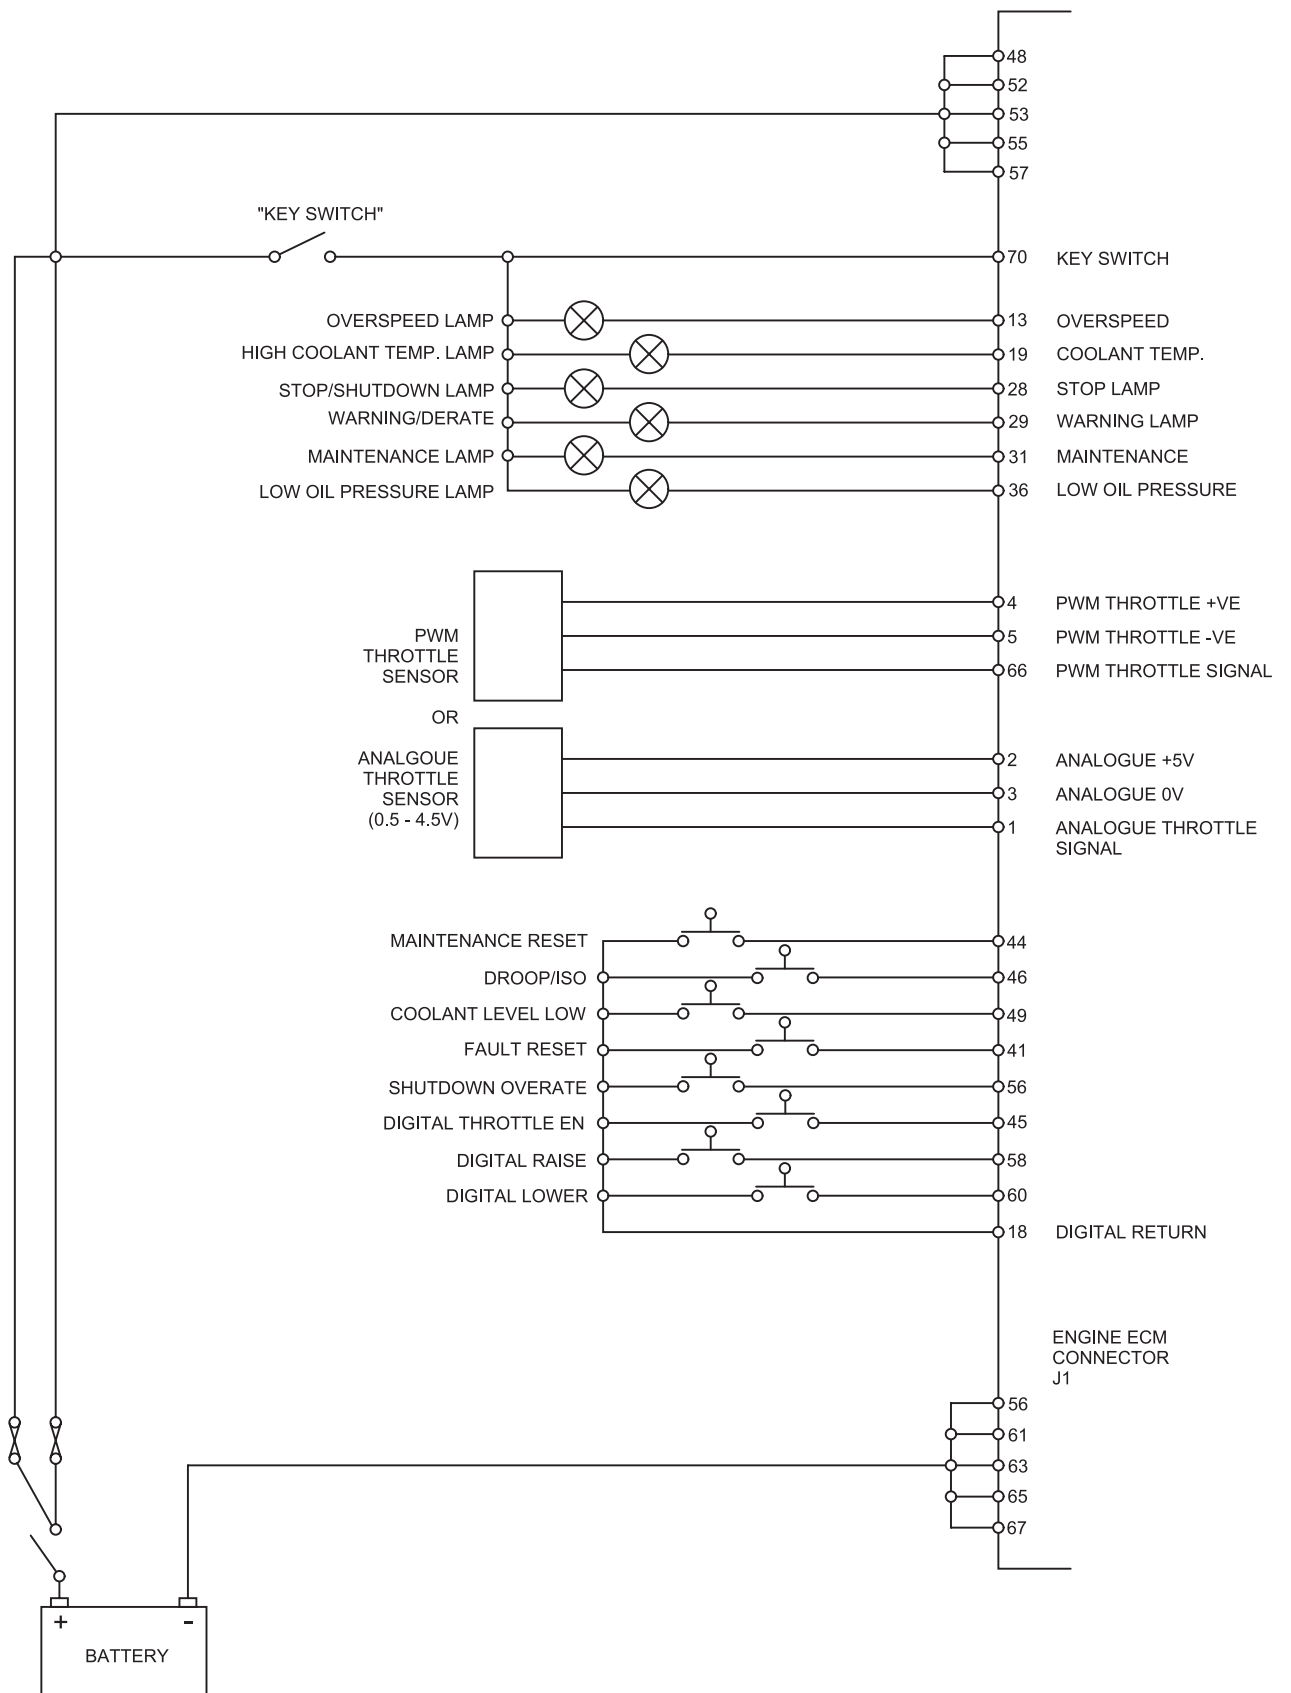 48
52
53
55
57
"KEY SWITCH"
70 KEY SWITCH
OVERSPEED LAMP 13 OVERSPEED
HIGH COOLANT TEMP. LAMP 19 COOLANT TEMP.
STOP/SHUTDOWN LAMP 28 STOP LAMP
WARNING/DERATE 29 WARNING LAMP
MAINTENANCE LAMP 31 MAINTENANCE
LOW OIL PRESSURE LAMP 36 LOW OIL PRESSURE
PWM
THROTTLE
SENSOR
4 PWM THROTTLE +VE
5 PWM THROTTLE -VE
66 PWM THROTTLE SIGNAL
OR
ANALGOUE
THROTTLE
SENSOR
(0.5 - 4.5V)
2 ANALOGUE +5V
3 ANALOGUE 0V
1 ANALOGUE THROTTLE
SIGNAL
MAINTENANCE RESET 44
DROOP/ISO 46
COOLANT LEVEL LOW 49
FAULT RESET 41
SHUTDOWN OVERATE 56
DIGITAL THROTTLE EN 45
DIGITAL RAISE 58
DIGITAL LOWER 60
18 DIGITAL RETURN
ENGINE ECM
CONNECTOR
J1
56
61
63
65
67
+ -
BATTERY